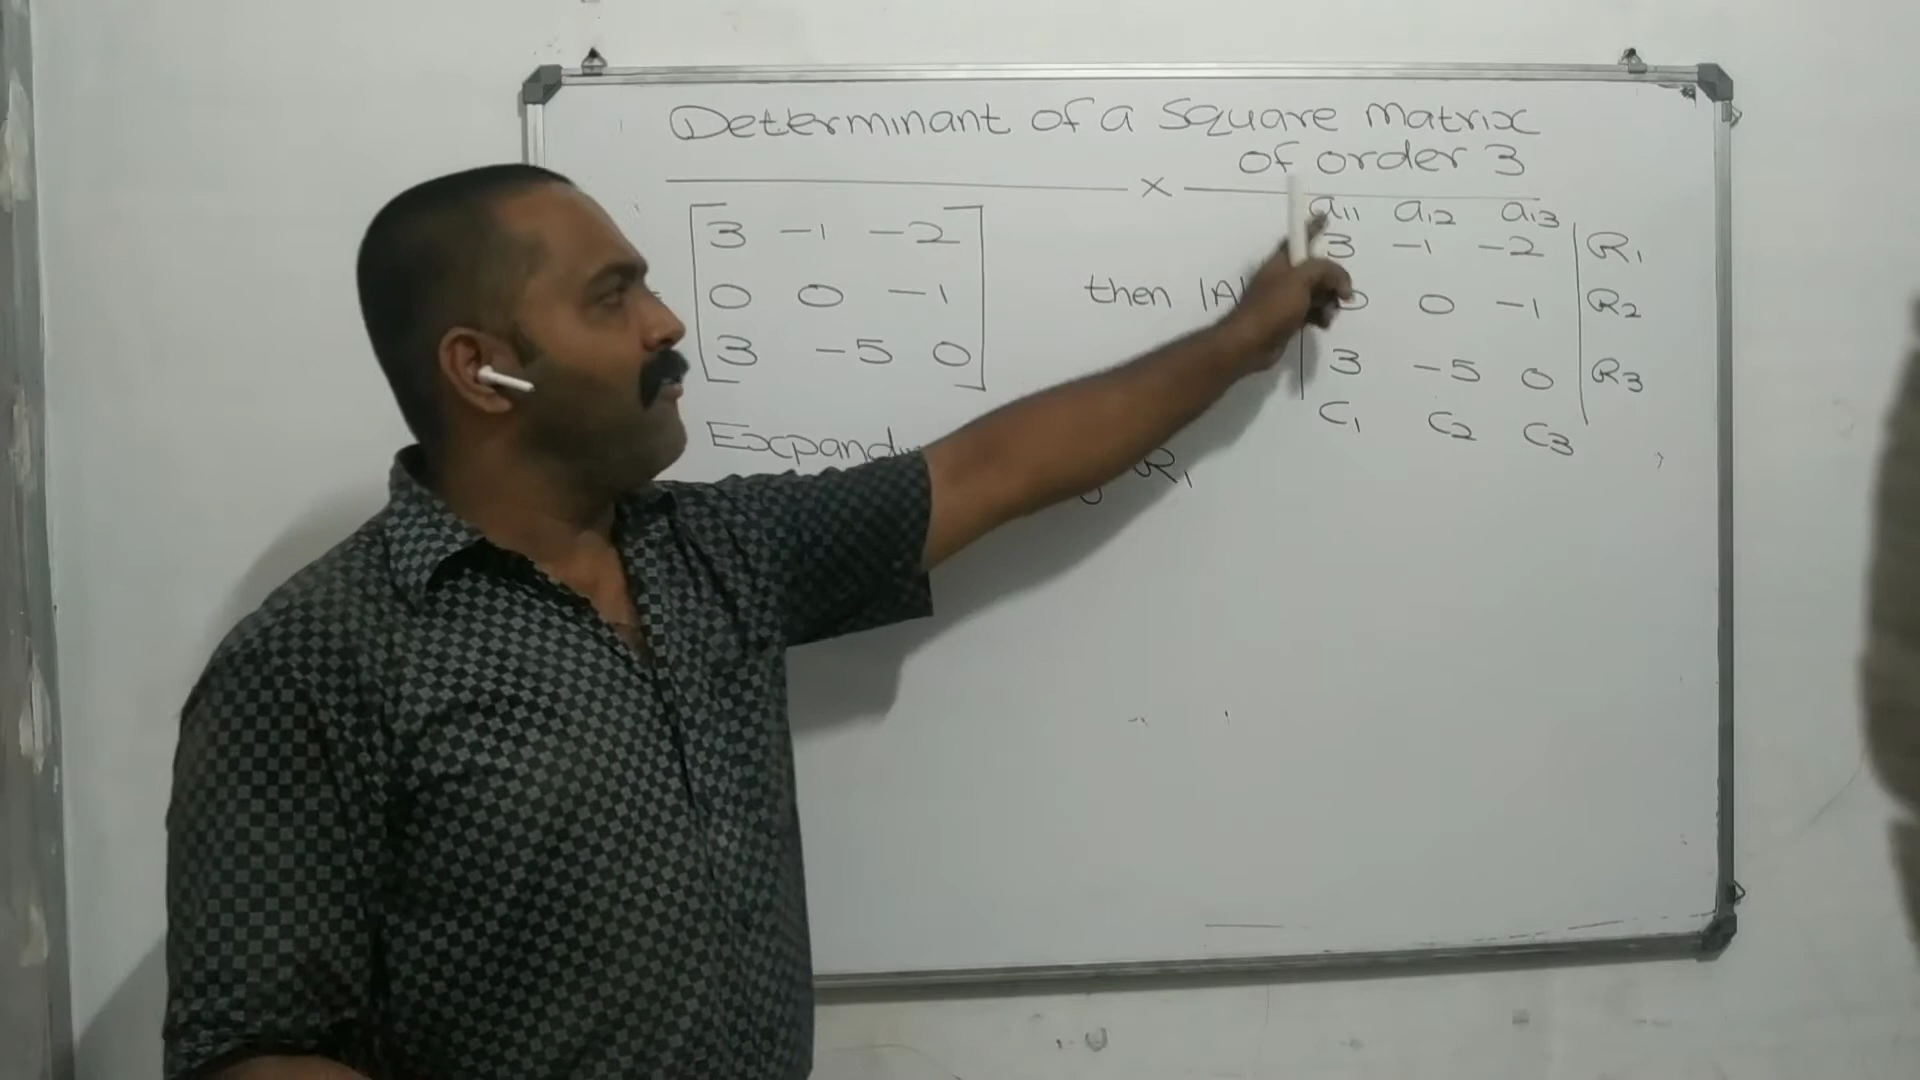 Determinant of a Square Matrix
of order 3
×
a11 a12 a13
3 -1 -2
0 0 -1
3 -5 0
then |A|
3 -1 -2 R1
0 0 -1 R2
3 -5 0 R3
C1 C2 C3
R1